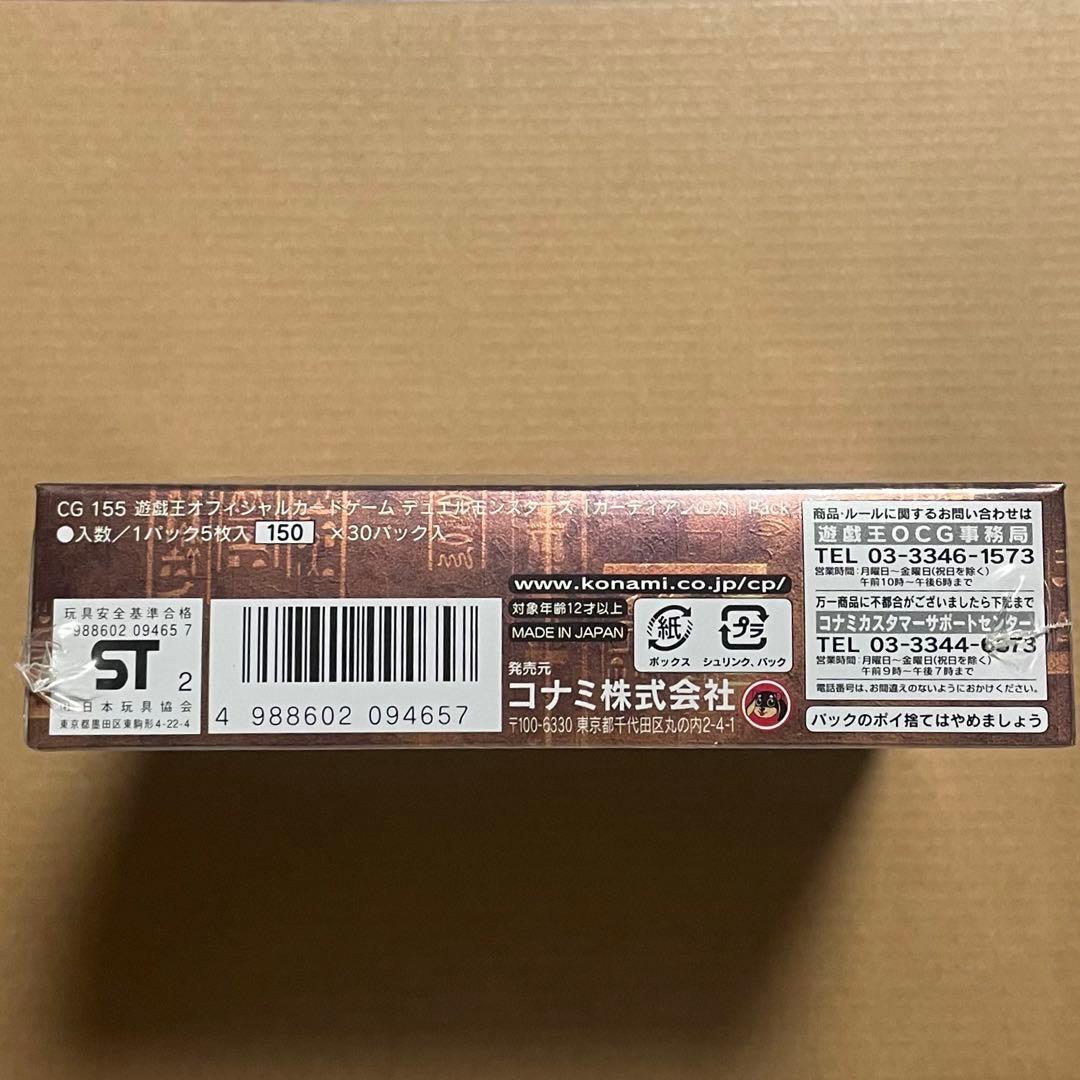 CG 155 遊戯王オフィシャルカードゲーム デュエルモンスターズ「ガーディアンの力」Pack
●入数/1パック5枚入 150 ×30パック入
玩具安全基準合格
988602 09465 7
ST 2
日本玩具協会
東京都墨田区東駒形4-22-4
4 988602 094657
www.konami.co.jp/cp/
対象年齢12才以上
MADE IN JAPAN
紙
ボックス
プラ
シュリンク、パック
発売元
コナミ株式会社
〒100-6330 東京都千代田区丸の内2-4-1
商品・ルールに関するお問い合わせは
遊戯王OCG事務局
TEL 03-3346-1573
営業時間：月曜日～金曜日(祝日を除く)
午前10時～午後6時まで
万一商品に不都合がございましたら下記まで
コナミカスタマーサポートセンター
TEL 03-3344-6573
営業時間：月曜日～金曜日(祝日を除く)
午前9時～午後7時まで
電話番号は、お間違えのないようにおかけください。
パックのポイ捨てはやめましょう